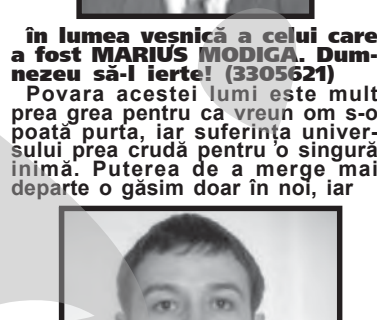 în lumea veşnică a celui care
a fost MARIUS MODIGA. Dum-
nezeu să-l ierte! (3305621)
Povara acestei lumi este mult
prea grea pentru ca vreun om s-o
poată purta, iar suferinţa univer-
sului prea crudă pentru o singură
inimă. Puterea de a merge mai
departe o găsim doar în noi, iar